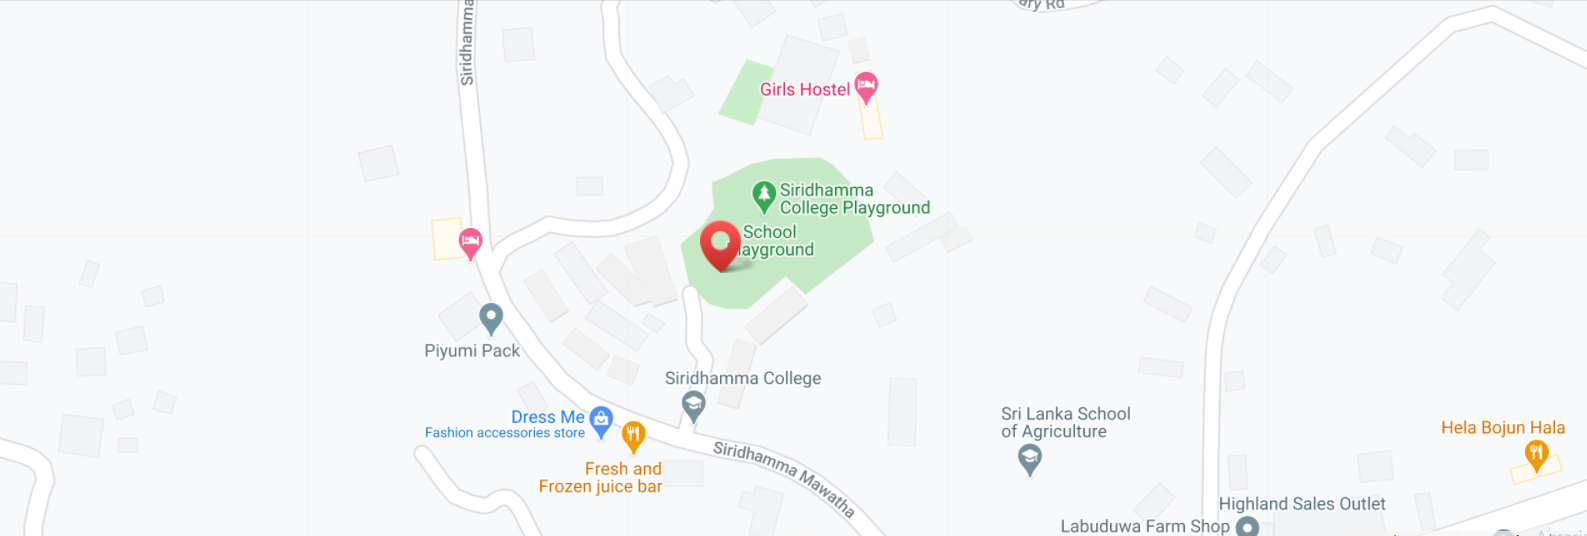 ary Rd
Siridhamma
Girls Hostel
Siridhamma
College Playground
School
layground
Piyumi Pack
Siridhamma College
Dress Me
Fashion accessories store
Fresh and
Frozen juice bar
Siridhamma Mawatha
Sri Lanka School
of Agriculture
Hela Bojun Hala
Highland Sales Outlet
Labuduwa Farm Shop